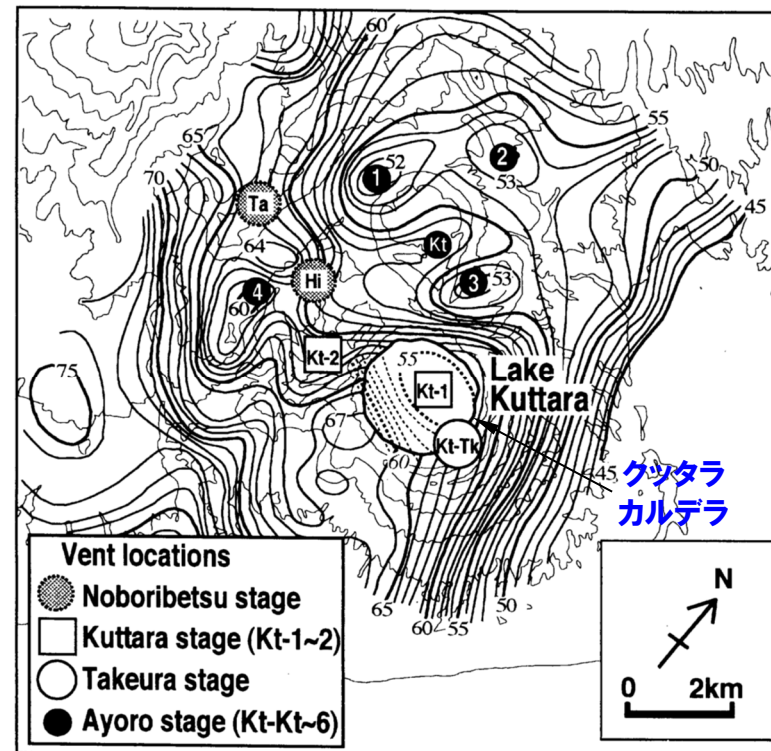 60
55
65
52
2
1
53
50
70
45
Ta
64
Kt
Hi
4
3
53
60
Kt-2
55
Lake
Kuttara
75
Kt-1
67
Kt-Tk
60
45
クッタラ
カルデラ
65
60
55
50
Vent locations
Noboribetsu stage
Kuttara stage (Kt-1~2)
Takeura stage
Ayoro stage (Kt-Kt~6)
N
0 2km